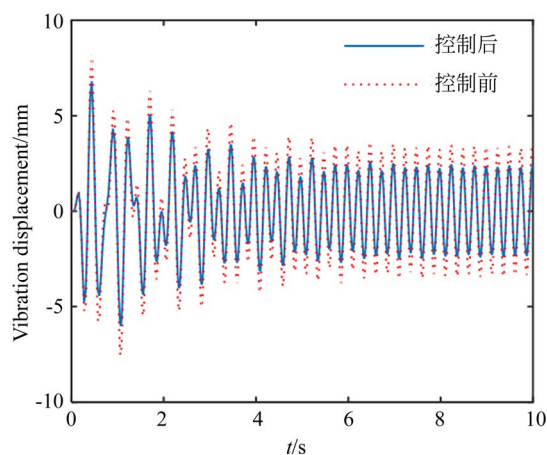 10
控制后
控制前
5
0
-5
-10
Vibration displacement/mm
0 2 4 6 8 10
t/s